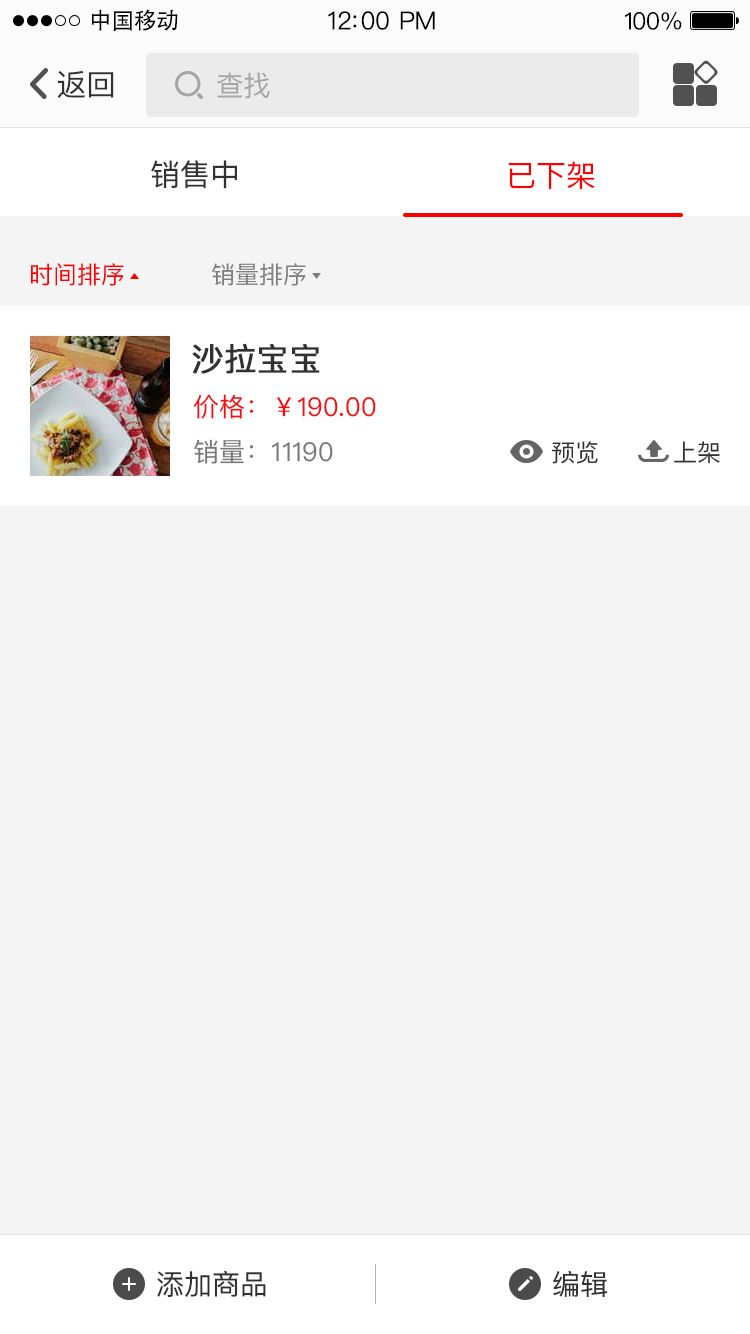 中国移动 12:00 PM 100%
返回 查找
销售中 已下架
时间排序 销量排序
沙拉宝宝
价格：￥190.00
销量：11190 预览 上架
添加商品 编辑